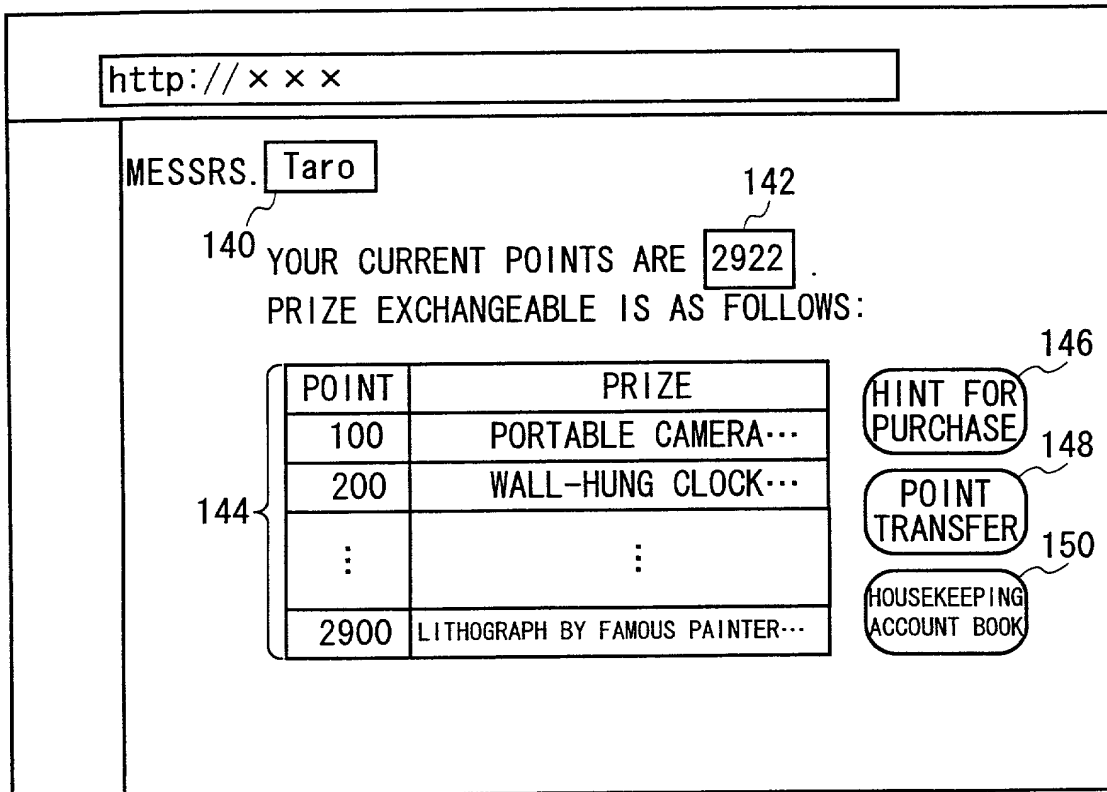 http://×××
MESSRS. Taro
140
142
YOUR CURRENT POINTS ARE 2922.
PRIZE EXCHANGEABLE IS AS FOLLOWS:
144
POINT PRIZE
100 PORTABLE CAMERA···
200 WALL-HUNG CLOCK···
⋮ ⋮
2900 LITHOGRAPH BY FAMOUS PAINTER···
146
HINT FOR
PURCHASE
148
POINT
TRANSFER
150
HOUSEKEEPING
ACCOUNT BOOK